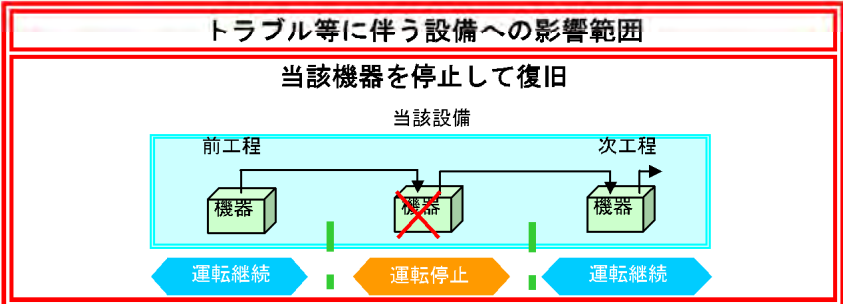 トラブル等に伴う設備への影響範囲
当該機器を停止して復旧
当該設備
前工程
次工程
機器
機器
機器
運転継続
運転停止
運転継続